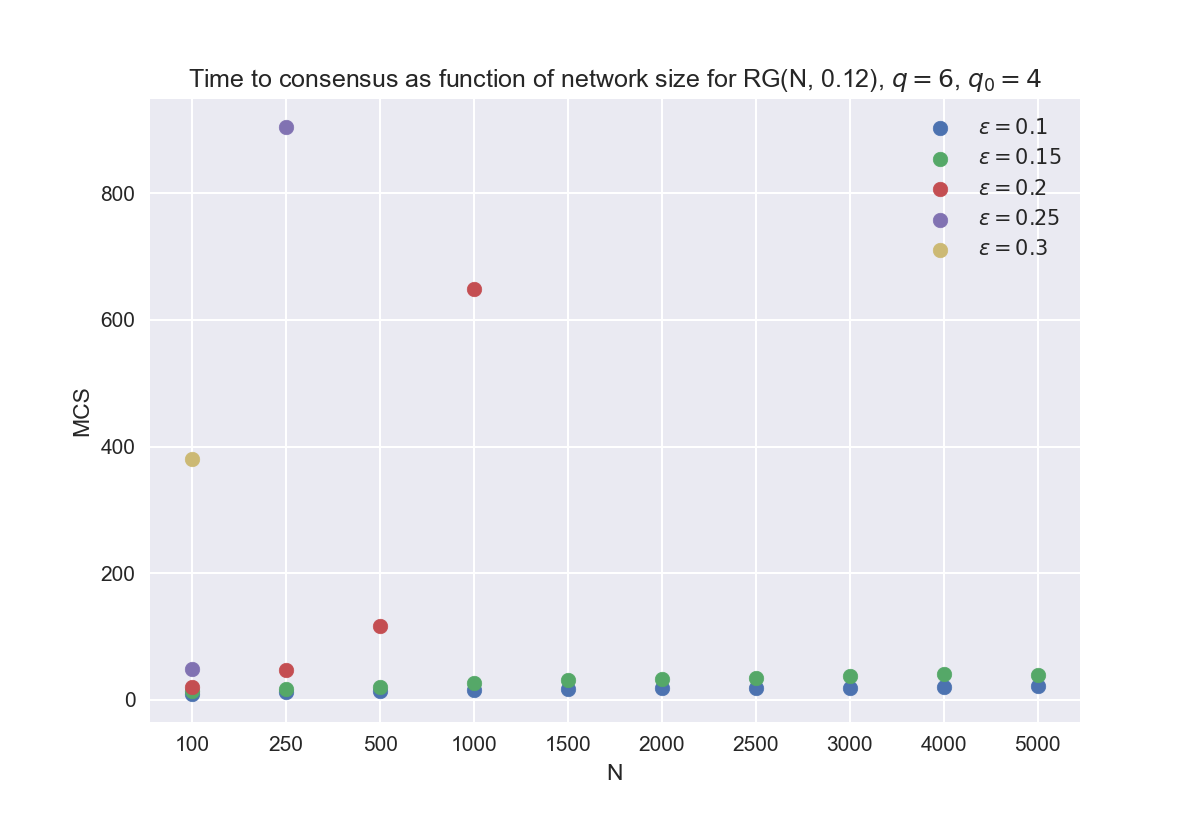 Time to consensus as function of network size for RG(N, 0.12), q = 6, q₀ = 4
ε = 0.1
ε = 0.15
ε = 0.2
ε = 0.25
ε = 0.3
800
600
400
200
0
MCS
100 250 500 1000 1500 2000 2500 3000 4000 5000
N